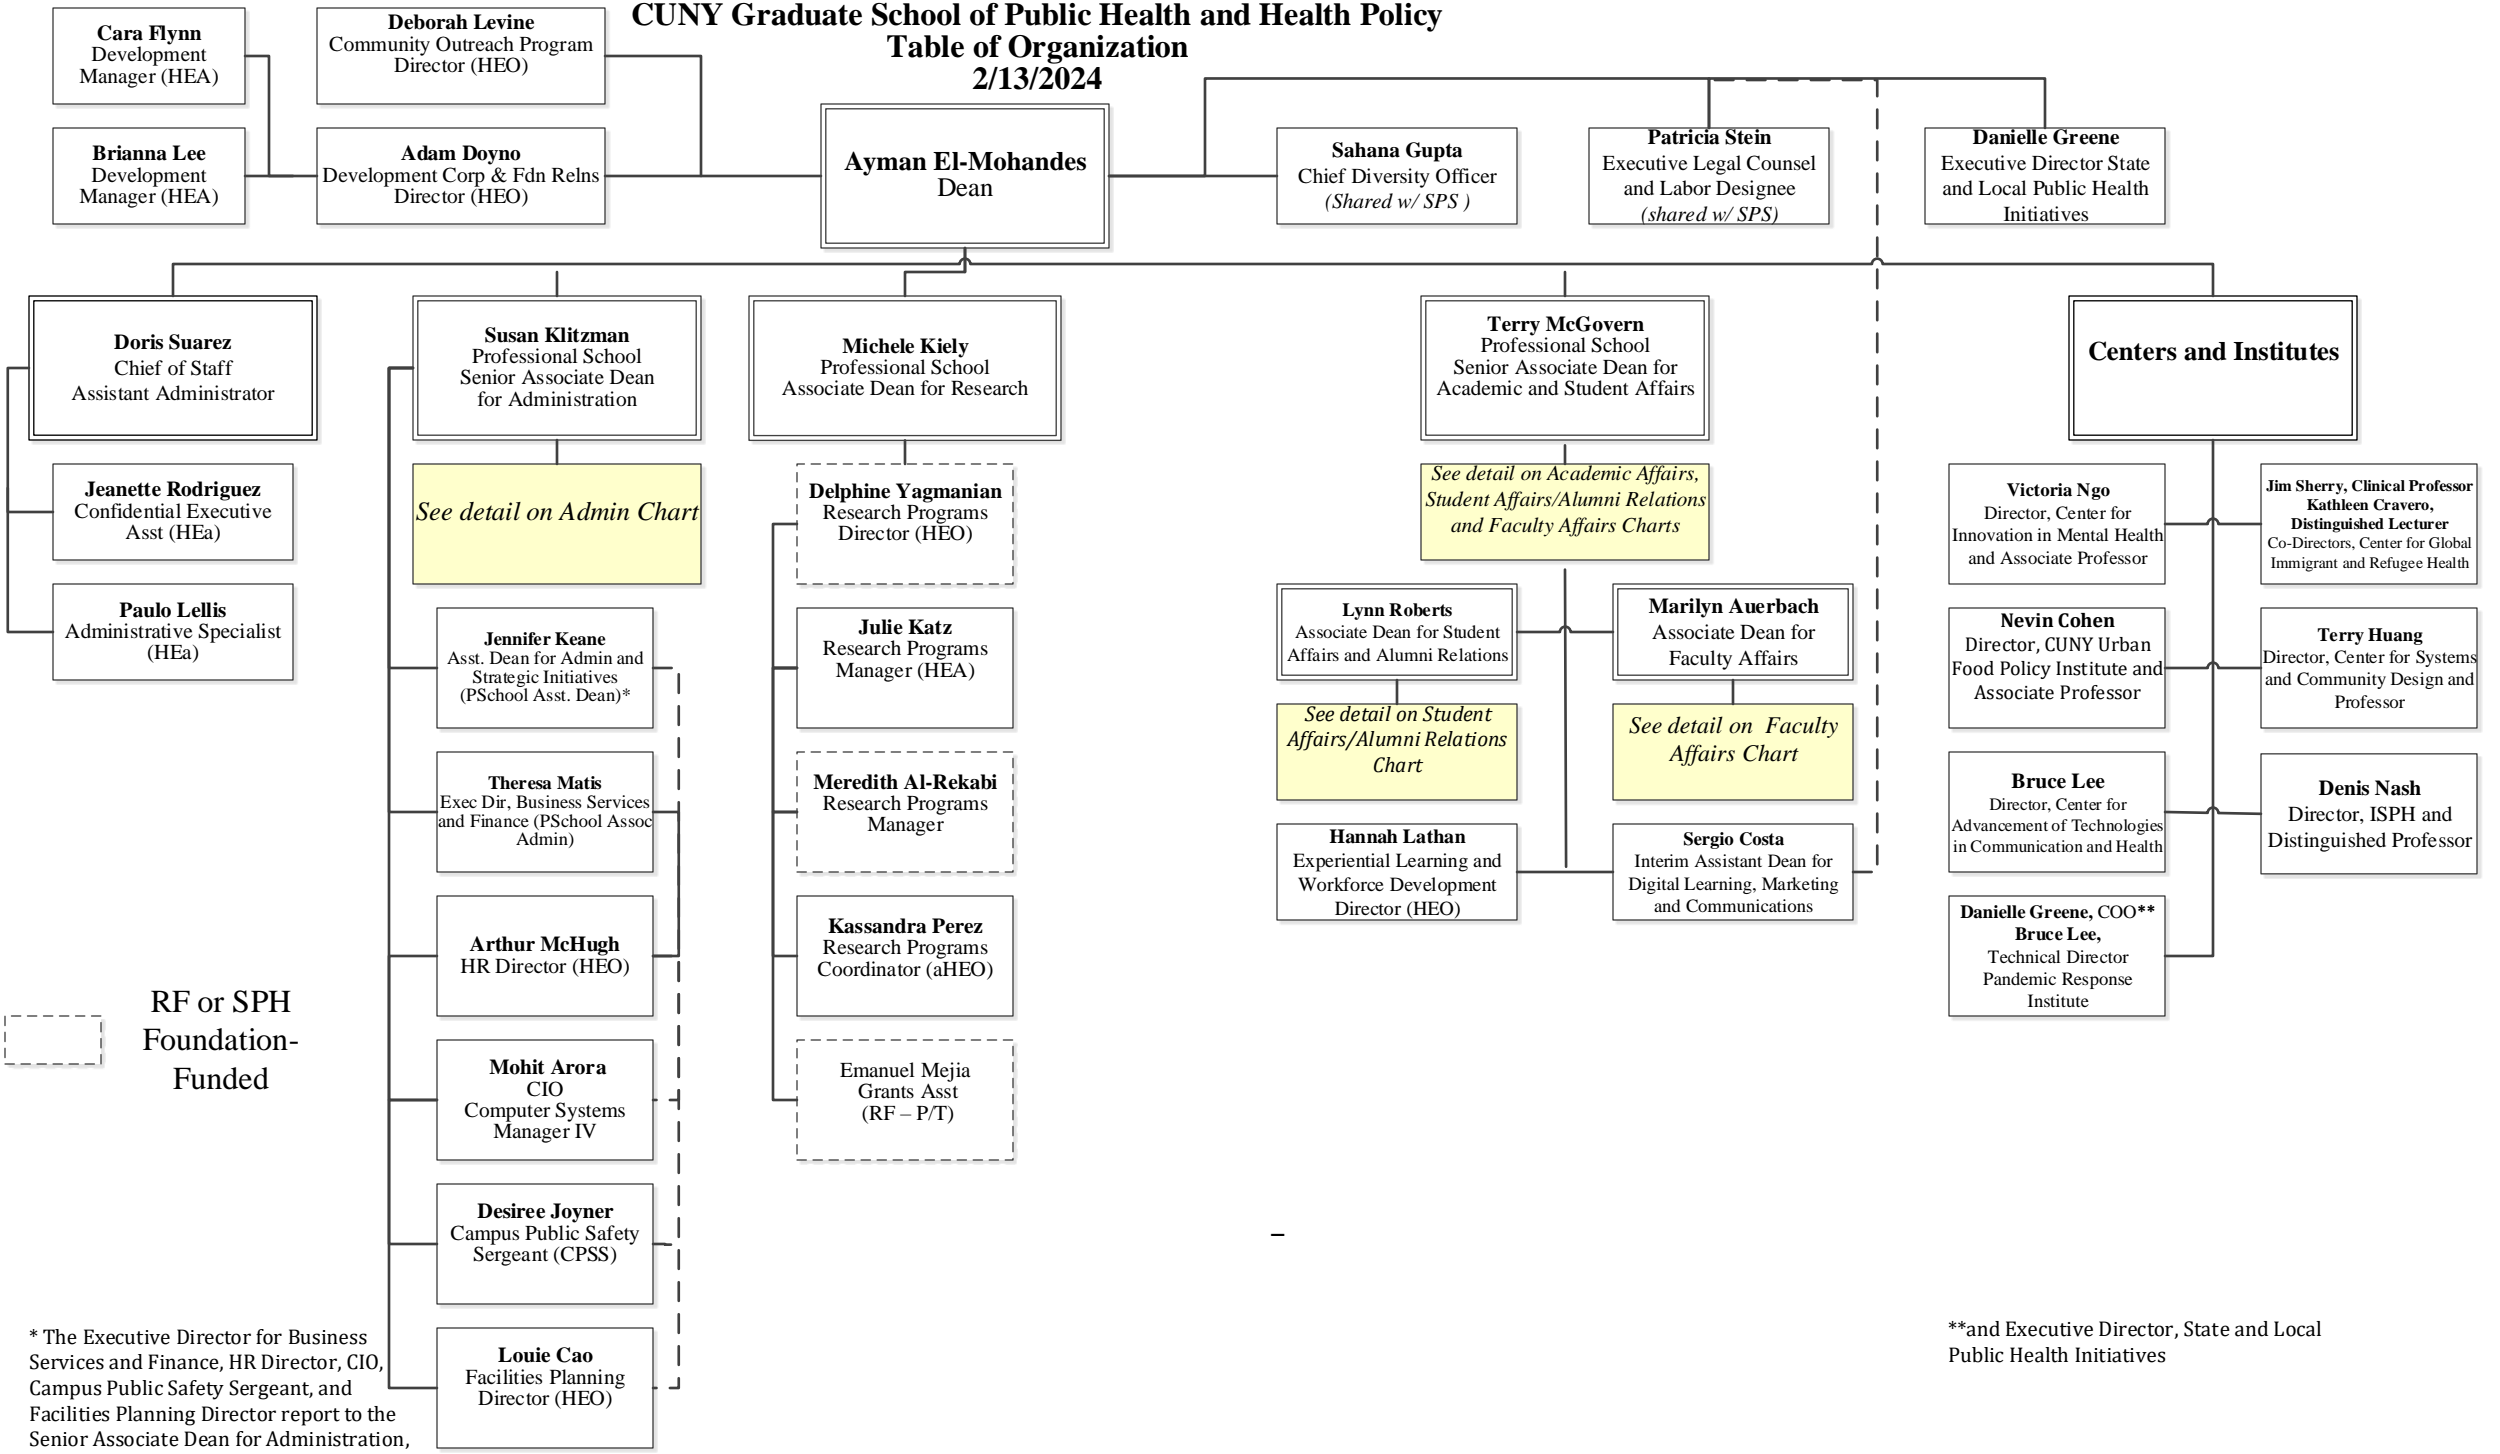 CUNY Graduate School of Public Health and Health Policy
Table of Organization
2/13/2024
Cara Flynn
Development
Manager (HEA)
Deborah Levine
Community Outreach Program
Director (HEO)
Brianna Lee
Development
Manager (HEA)
Adam Doyno
Development Corp & Fdn Relns
Director (HEO)
Ayman El-Mohandes
Dean
Sahana Gupta
Chief Diversity Officer
(Shared w/ SPS )
Patricia Stein
Executive Legal Counsel
and Labor Designee
(shared w/ SPS)
Danielle Greene
Executive Director State
and Local Public Health
Initiatives
Doris Suarez
Chief of Staff
Assistant Administrator
Jeanette Rodriguez
Confidential Executive
Asst (HEa)
Paulo Lellis
Administrative Specialist
(HEa)
Susan Klitzman
Professional School
Senior Associate Dean
for Administration
See detail on Admin Chart
Jennifer Keane
Asst. Dean for Admin and
Strategic Initiatives
(PSchool Asst. Dean)*
Theresa Matis
Exec Dir, Business Services
and Finance (PSchool Assoc
Admin)
Arthur McHugh
HR Director (HEO)
Mohit Arora
CIO
Computer Systems
Manager IV
Desiree Joyner
Campus Public Safety
Sergeant (CPSS)
Louie Cao
Facilities Planning
Director (HEO)
Michele Kiely
Professional School
Associate Dean for Research
Delphine Yagmanian
Research Programs
Director (HEO)
Julie Katz
Research Programs
Manager (HEA)
Meredith Al-Rekabi
Research Programs
Manager
Kassandra Perez
Research Programs
Coordinator (aHEO)
Emanuel Mejia
Grants Asst
(RF – P/T)
Terry McGovern
Professional School
Senior Associate Dean for
Academic and Student Affairs
See detail on Academic Affairs,
Student Affairs/Alumni Relations
and Faculty Affairs Charts
Lynn Roberts
Associate Dean for Student
Affairs and Alumni Relations
See detail on Student
Affairs/Alumni Relations
Chart
Marilyn Auerbach
Associate Dean for
Faculty Affairs
See detail on  Faculty
Affairs Chart
Hannah Lathan
Experiential Learning and
Workforce Development
Director (HEO)
Sergio Costa
Interim Assistant Dean for
Digital Learning, Marketing
and Communications
Centers and Institutes
Victoria Ngo
Director, Center for
Innovation in Mental Health
and Associate Professor
Jim Sherry, Clinical Professor
Kathleen Cravero,
Distinguished Lecturer
Co-Directors, Center for Global
Immigrant and Refugee Health
Nevin Cohen
Director, CUNY Urban
Food Policy Institute and
Associate Professor
Terry Huang
Director, Center for Systems
and Community Design and
Professor
Bruce Lee
Director, Center for
Advancement of Technologies
in Communication and Health
Denis Nash
Director, ISPH and
Distinguished Professor
Danielle Greene, COO**
Bruce Lee,
Technical Director
Pandemic Response
Institute
RF or SPH
Foundation-
Funded
* The Executive Director for Business
Services and Finance, HR Director, CIO,
Campus Public Safety Sergeant, and
Facilities Planning Director report to the
Senior Associate Dean for Administration,
–
**and Executive Director, State and Local
Public Health Initiatives